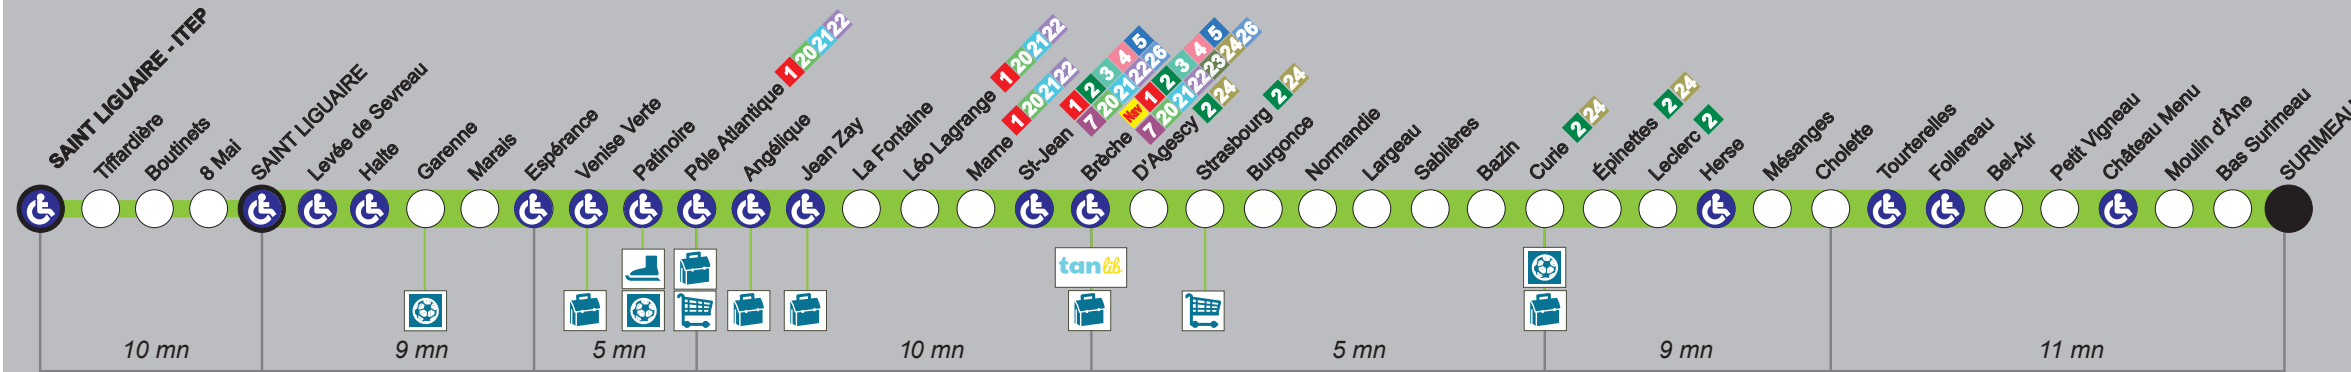 SAINT LIGUAIRE - ITEP
Tiffardière
Boutinets
8 Mai
SAINT LIGUAIRE
Levée de Sevreau
Halte
Garenne
Marais
Espérance
Venise Verte
Patinoire
Pôle Atlantique 1 20 21 22
Angélique
Jean Zay
La Fontaine
Léo Lagrange 1 20 21 22
Marne 1 20 21 22
St-Jean 1 2 3 4 5
7 20 21 22 26
Brèche Nav 1 2 3 4 5
7 20 21 22 23 24 26
D'Agescy 2 24
Strasbourg 2 24
Burgonce
Normandie
Largeau
Sablières
Bazin
Curie 2 24
Épinettes 2 24
Leclerc 2
Herse
Mésanges
Cholette
Tourterelles
Follereau
Bel-Air
Petit Vigneau
Château Menu
Moulin d'Âne
Bas Surimeau
SURIMEAU
tanlib
10 mn
9 mn
5 mn
10 mn
5 mn
9 mn
11 mn